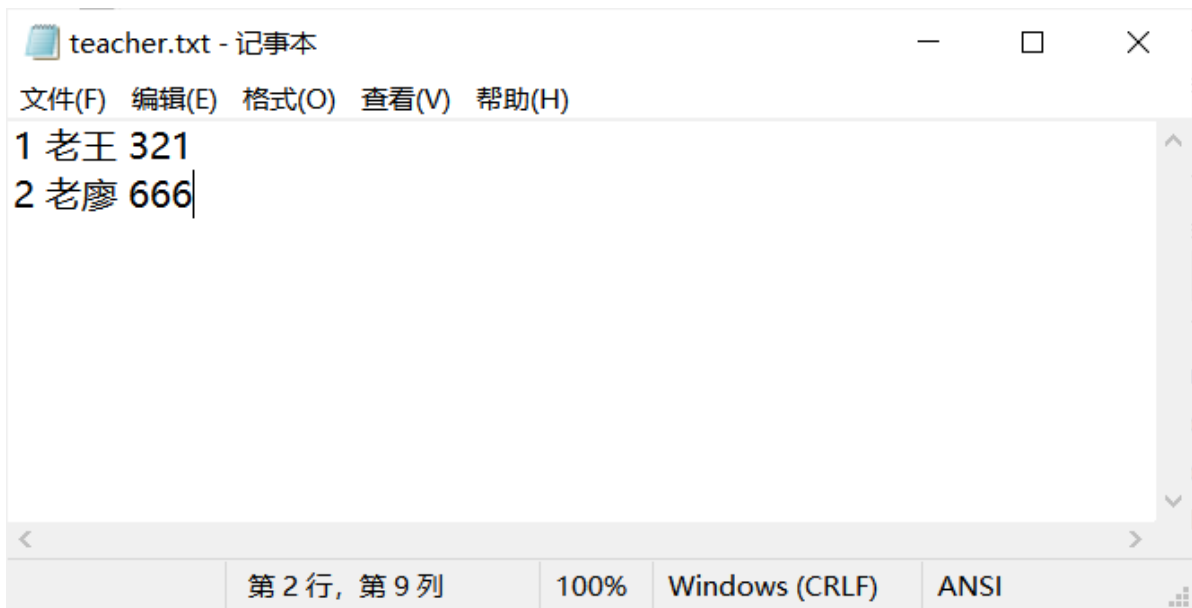 teacher.txt - 记事本
文件(F) 编辑(E) 格式(O) 查看(V) 帮助(H)
1 老王 321
2 老廖 666
第 2 行，第 9 列 100% Windows (CRLF) ANSI